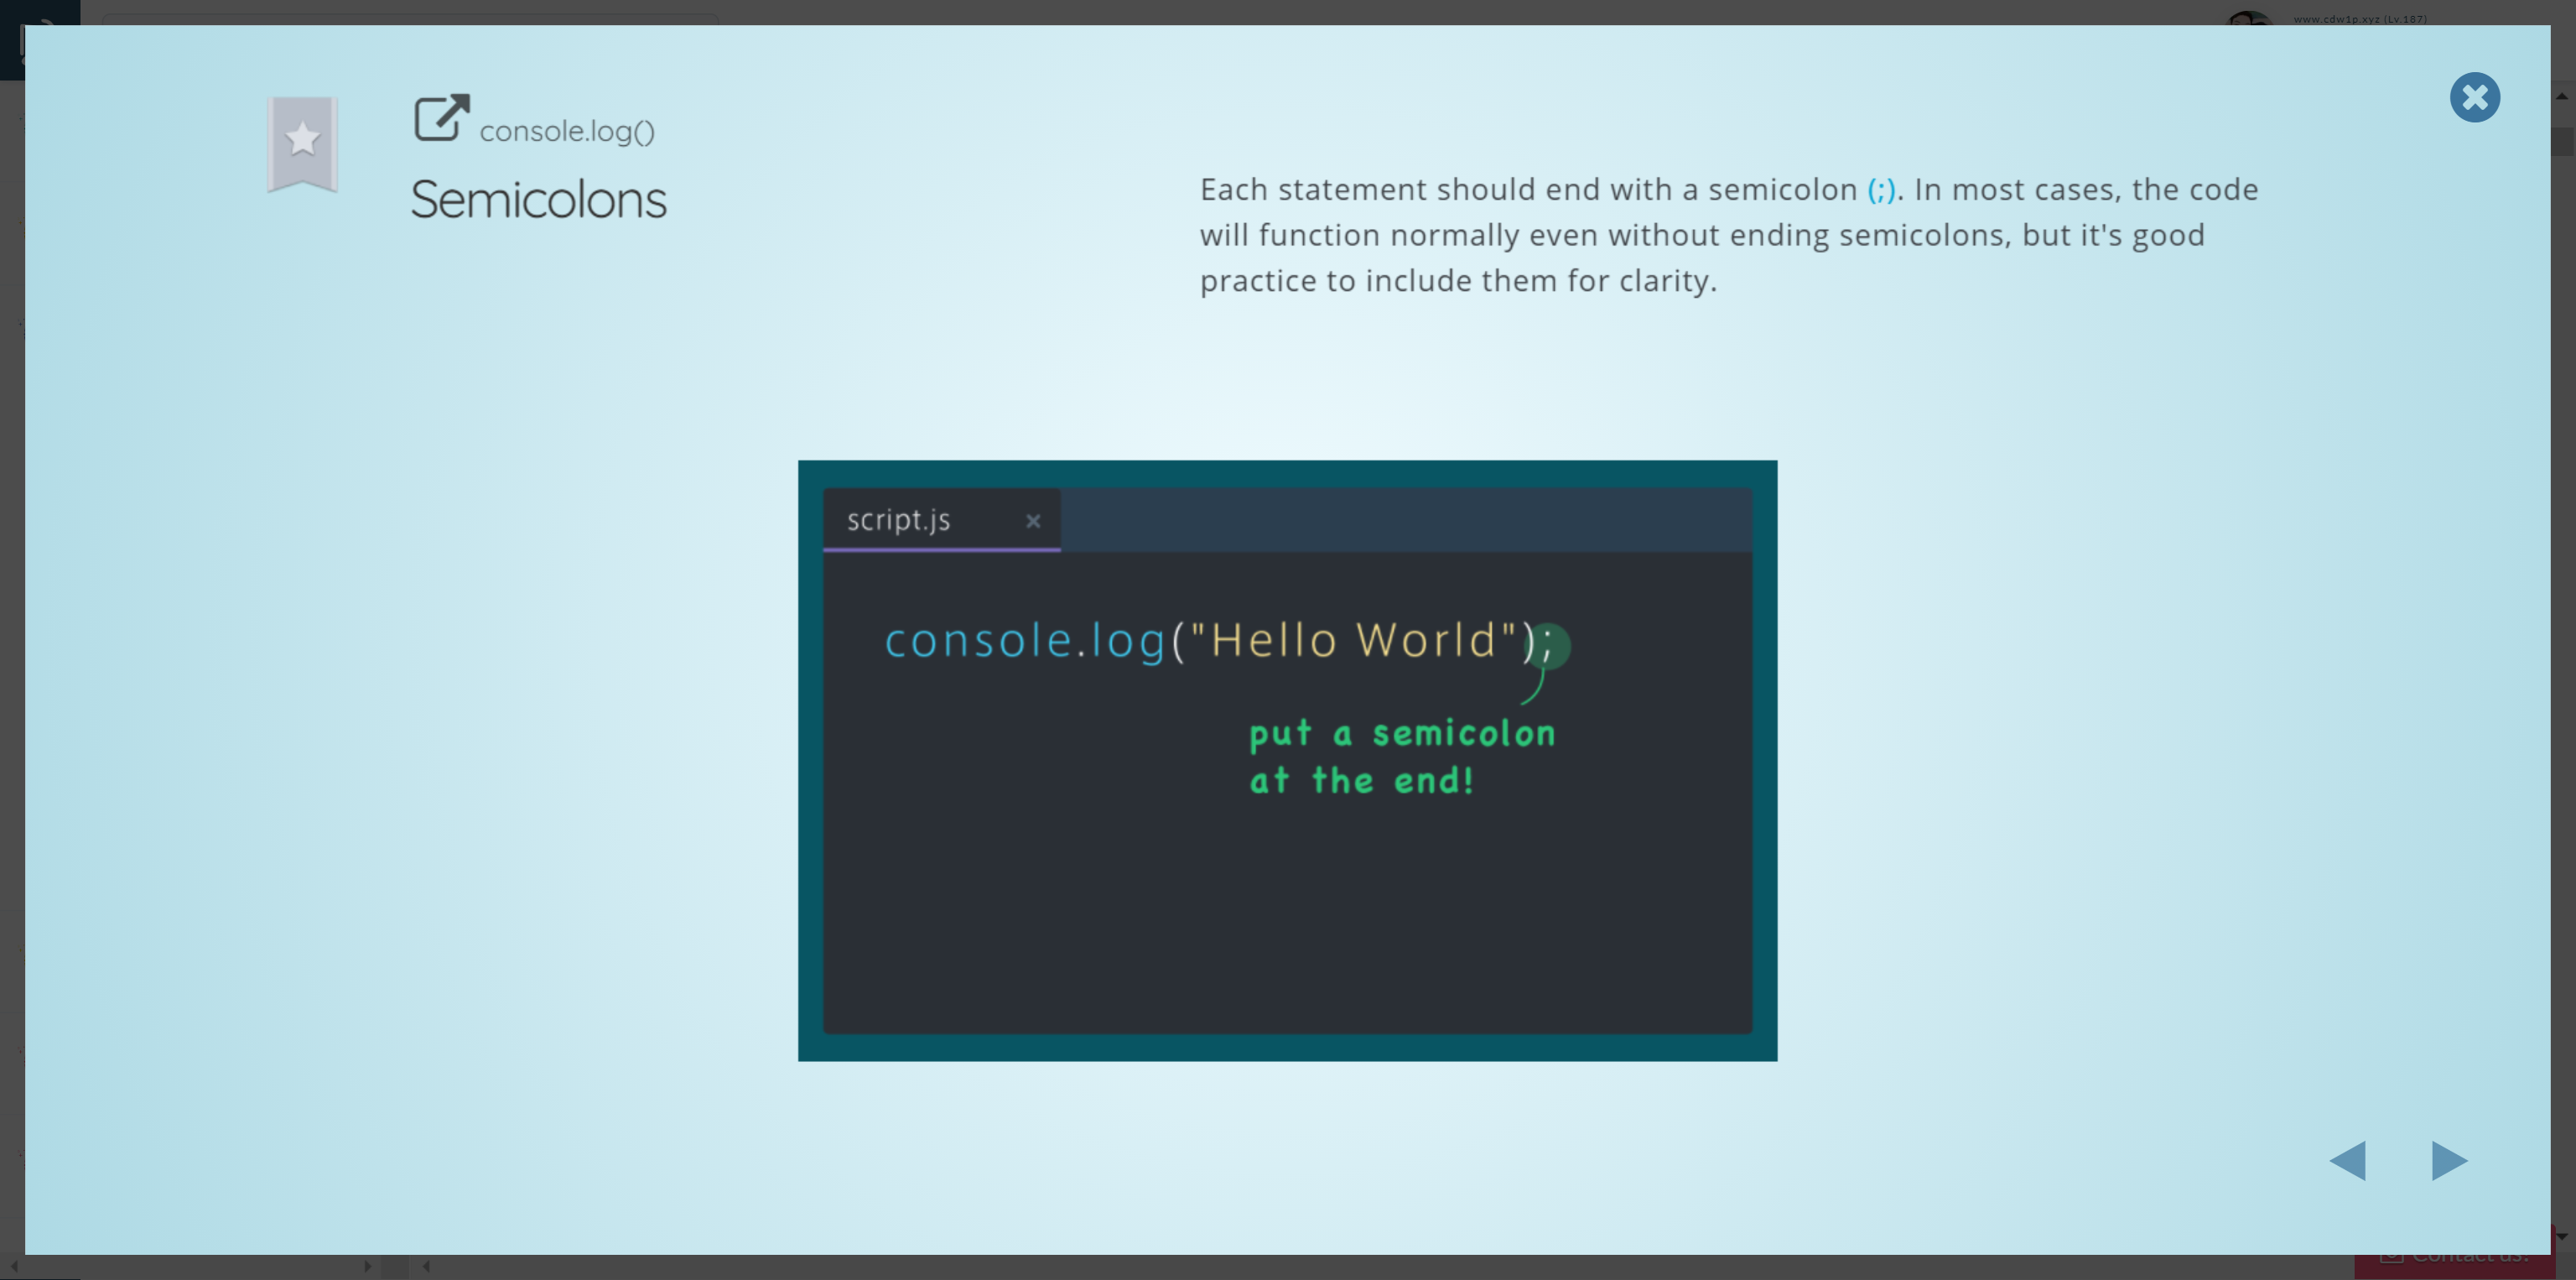 www.cdw1p.xyz (Lv.187)
console.log()
Semicolons
Each statement should end with a semicolon (;). In most cases, the code
will function normally even without ending semicolons, but it's good
practice to include them for clarity.
script.js
console.log("Hello World");
put a semicolon
at the end!
Contact us!